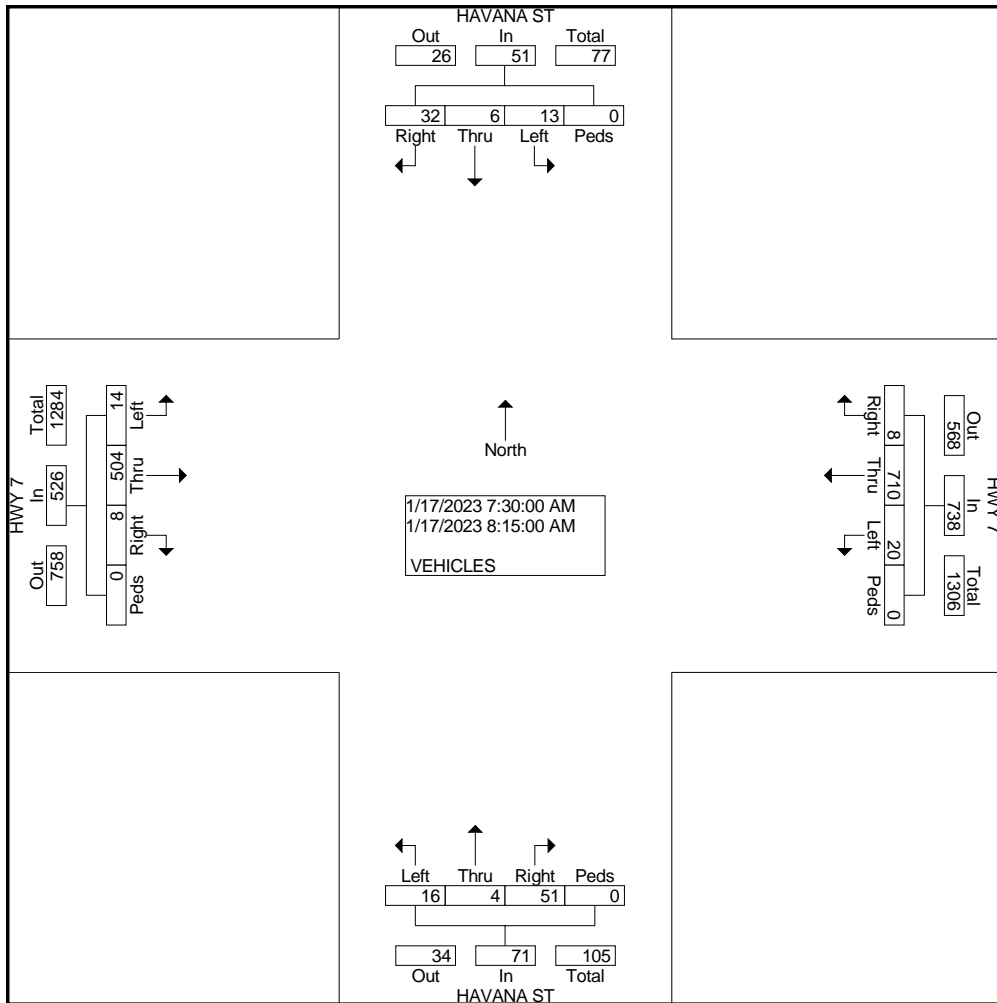 HAVANA ST
Out In Total
26 51 77
32 6 13 0
Right Thru Left Peds
HWY 7
Total In Out
1284 526 758
14 504 8 0
Left Thru Right Peds
North
1/17/2023 7:30:00 AM
1/17/2023 8:15:00 AM
VEHICLES
Right Thru Left Peds
8 710 20 0
Out In Total
568 738 1306
HWY 7
Left Thru Right Peds
16 4 51 0
34 71 105
Out In Total
HAVANA ST